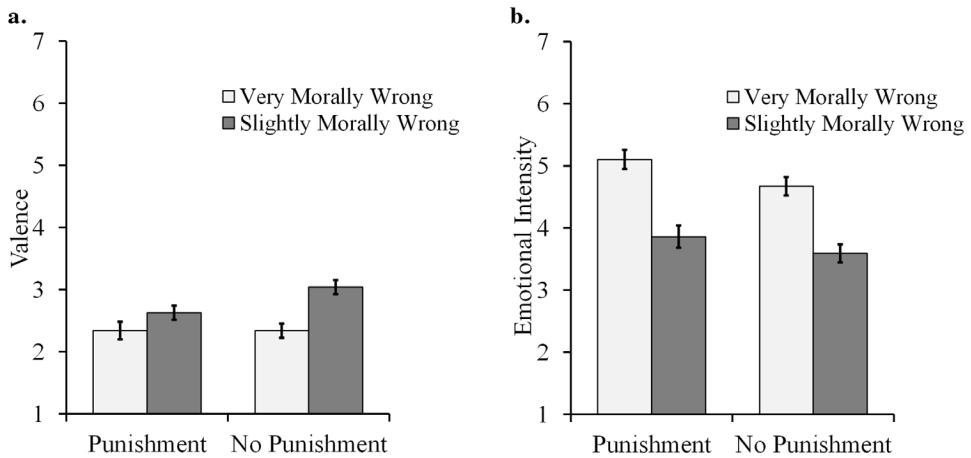 a.
7
6
5
4
3
2
1
Valence
Very Morally Wrong
Slightly Morally Wrong
Punishment
No Punishment
b.
7
6
5
4
3
2
1
Emotional Intensity
Very Morally Wrong
Slightly Morally Wrong
Punishment
No Punishment